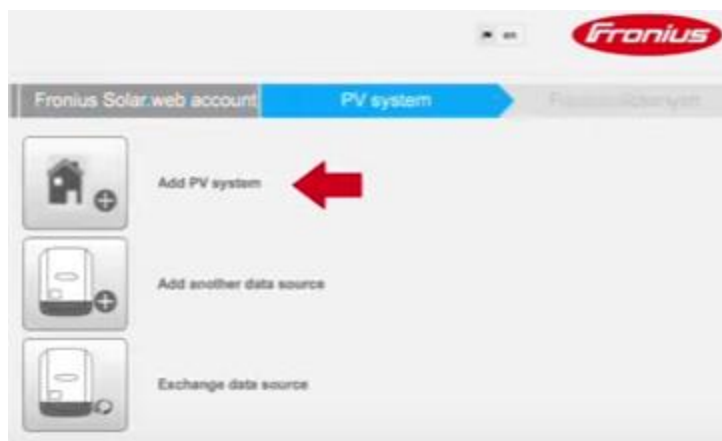 en
Fronius
Fronius Solar.web account
PV system
Add PV system
Add another data source
Exchange data source